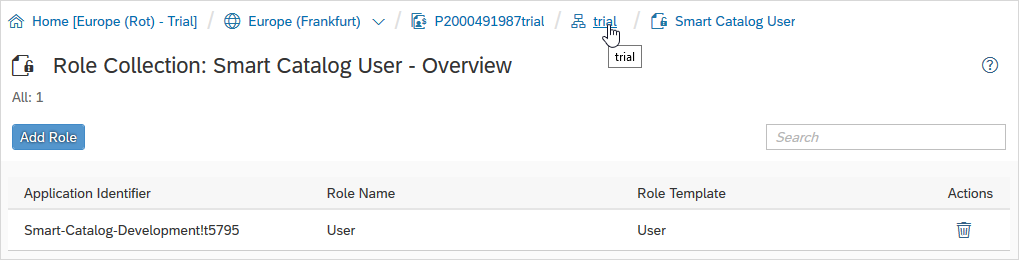 Home [Europe (Rot) - Trial] / Europe (Frankfurt) / P2000491987trial / trial / Smart Catalog User
trial
Role Collection: Smart Catalog User - Overview
All: 1
Add Role
Search
Application Identifier Role Name Role Template Actions
Smart-Catalog-Development!t5795 User User